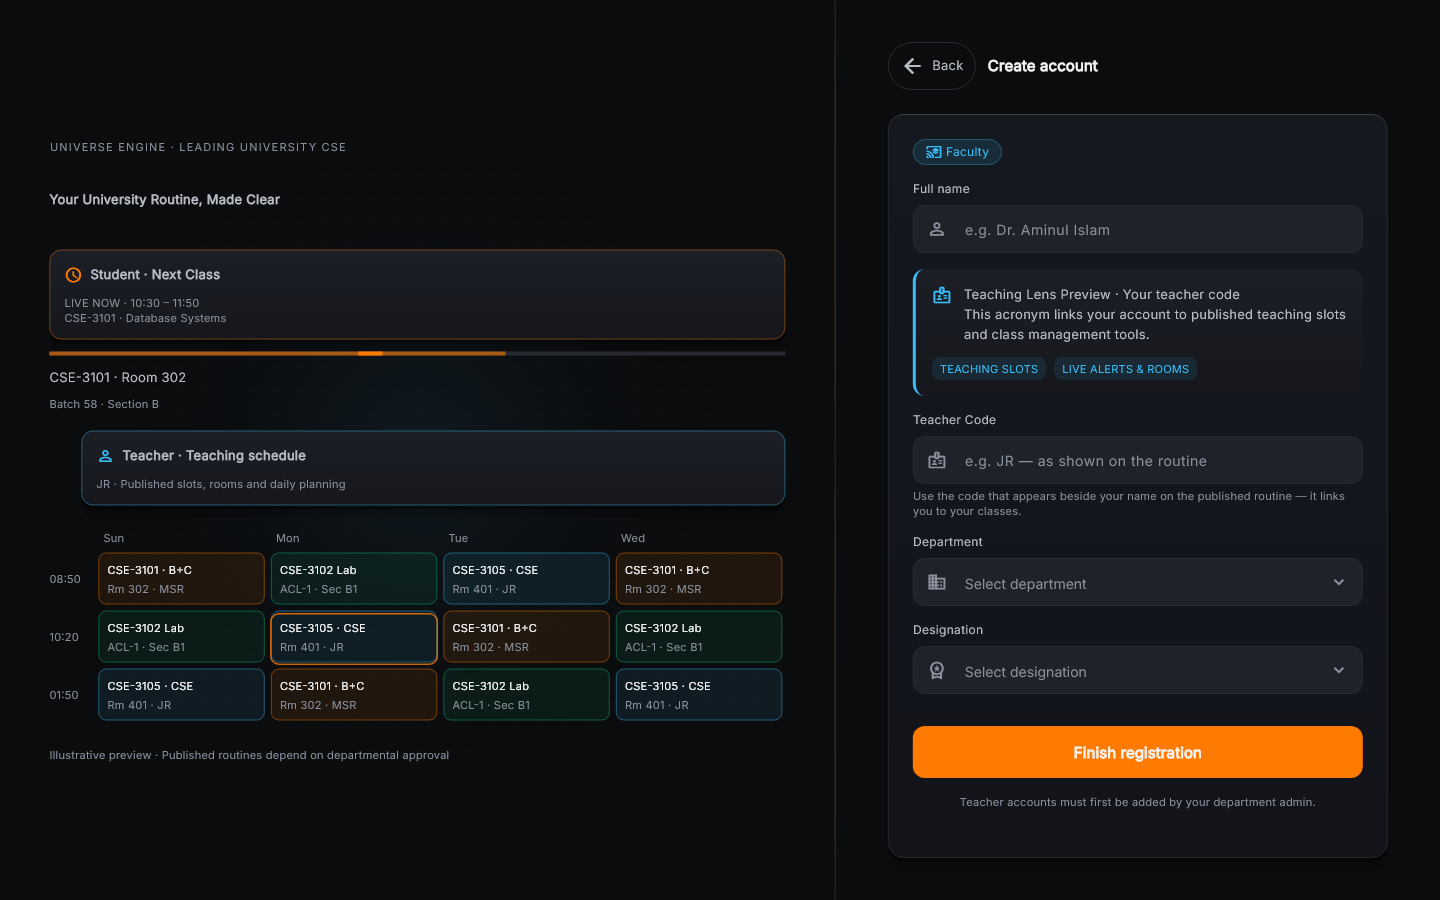 UNIVERSE ENGINE · LEADING UNIVERSITY CSE
Your University Routine, Made Clear
Student · Next Class
LIVE NOW · 10:30 – 11:50
CSE-3101 · Database Systems
CSE-3101 · Room 302
Batch 58 · Section B
Teacher · Teaching schedule
JR · Published slots, rooms and daily planning
Sun Mon Tue Wed
08:50
CSE-3101 · B+C
Rm 302 · MSR
CSE-3102 Lab
ACL-1 · Sec B1
CSE-3105 · CSE
Rm 401 · JR
CSE-3101 · B+C
Rm 302 · MSR
10:20
CSE-3102 Lab
ACL-1 · Sec B1
CSE-3105 · CSE
Rm 401 · JR
CSE-3101 · B+C
Rm 302 · MSR
CSE-3102 Lab
ACL-1 · Sec B1
01:50
CSE-3105 · CSE
Rm 401 · JR
CSE-3101 · B+C
Rm 302 · MSR
CSE-3102 Lab
ACL-1 · Sec B1
CSE-3105 · CSE
Rm 401 · JR
Illustrative preview · Published routines depend on departmental approval
Back
Create account
Faculty
Full name
e.g. Dr. Aminul Islam
Teaching Lens Preview · Your teacher code
This acronym links your account to published teaching slots
and class management tools.
TEACHING SLOTS
LIVE ALERTS & ROOMS
Teacher Code
e.g. JR — as shown on the routine
Use the code that appears beside your name on the published routine — it links
you to your classes.
Department
Select department
Designation
Select designation
Finish registration
Teacher accounts must first be added by your department admin.